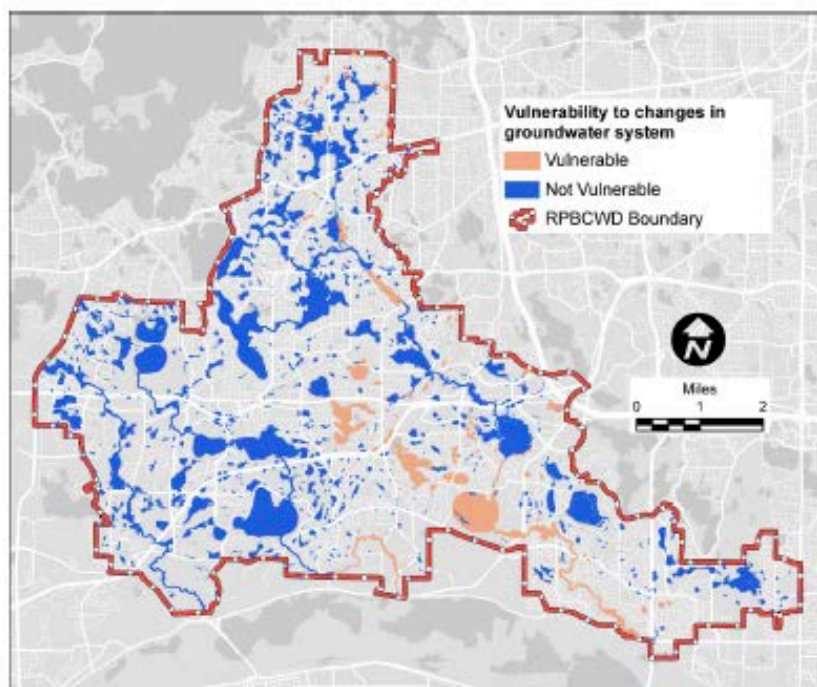 Vulnerability to changes in
groundwater system
Vulnerable
Not Vulnerable
RPBCWD Boundary
N
Miles
0 1 2